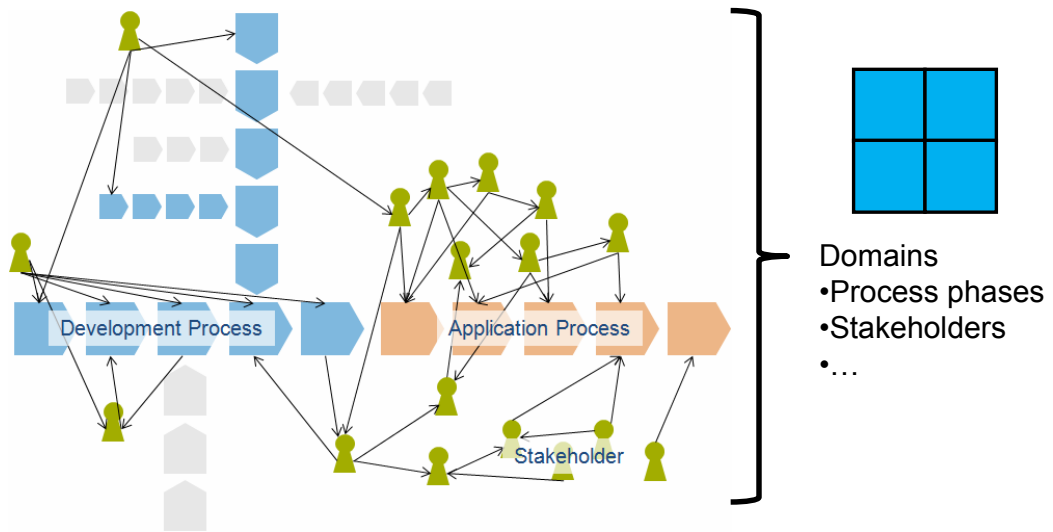 Development Process
Application Process
Stakeholder
Domains
•Process phases
•Stakeholders
•…